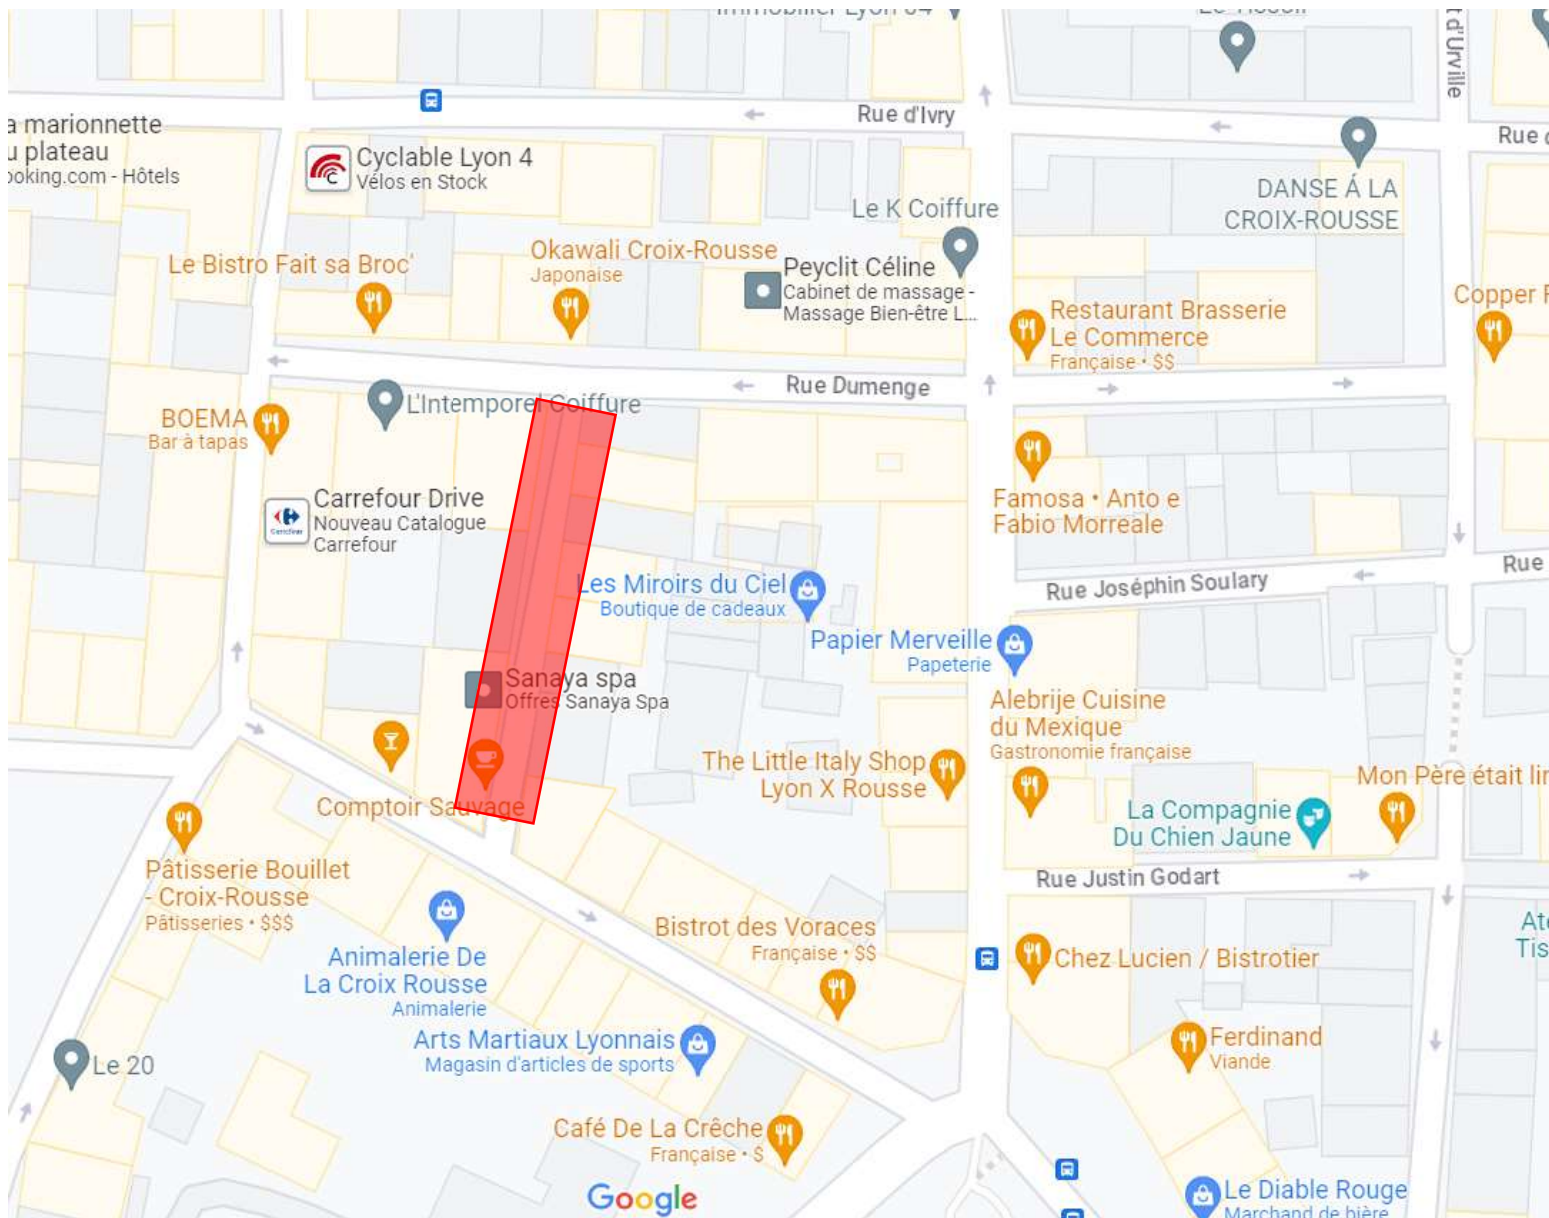 Rue d'Ivry
d'Urville
a marionnette
u plateau
ooking.com - Hôtels
Cyclable Lyon 4
Vélos en Stock
C
Rue
DANSE Á LA
CROIX-ROUSSE
Le K Coiffure
Le Bistro Fait sa Broc'
Okawali Croix-Rousse
Japonaise
Peyclit Céline
Cabinet de massage -
Massage Bien-être L...
Restaurant Brasserie
Le Commerce
Française • $$
Copper
Rue Dumenge
L'Intemporel Coiffure
BOEMA
Bar à tapas
Carrefour Drive
Nouveau Catalogue
Carrefour
Carrefour
Famosa • Anto e
Fabio Morreale
Rue Joséphin Soulary
Rue
Les Miroirs du Ciel
Boutique de cadeaux
Papier Merveille
Papeterie
Sanaya spa
Offres Sanaya Spa
Alebrije Cuisine
du Mexique
Gastronomie française
The Little Italy Shop
Lyon X Rousse
Mon Père était
La Compagnie
Du Chien Jaune
Comptoir Sauvage
Pâtisserie Bouillet
- Croix-Rousse
Pâtisseries • $$$
Rue Justin Godart
Animalerie De
La Croix Rousse
Animalerie
Bistrot des Voraces
Française • $$
Chez Lucien / Bistrotier
Arts Martiaux Lyonnais
Magasin d'articles de sports
Ferdinand
Viande
Le 20
Café De La Crêche
Française • $
Google
Le Diable Rouge
Marchand de bière